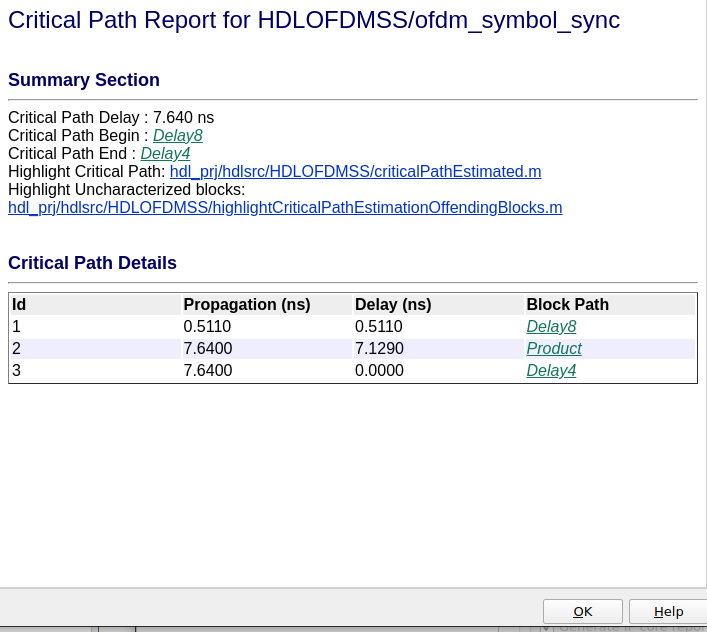 Critical Path Report for HDLOFDMSS/ofdm_symbol_sync
Summary Section
Critical Path Delay : 7.640 ns
Critical Path Begin : Delay8
Critical Path End : Delay4
Highlight Critical Path: hdl_prj/hdlsrc/HDLOFDMSS/criticalPathEstimated.m
Highlight Uncharacterized blocks:
hdl_prj/hdlsrc/HDLOFDMSS/highlightCriticalPathEstimationOffendingBlocks.m
Critical Path Details
Id Propagation (ns) Delay (ns) Block Path
1 0.5110 0.5110 Delay8
2 7.6400 7.1290 Product
3 7.6400 0.0000 Delay4
OK Help